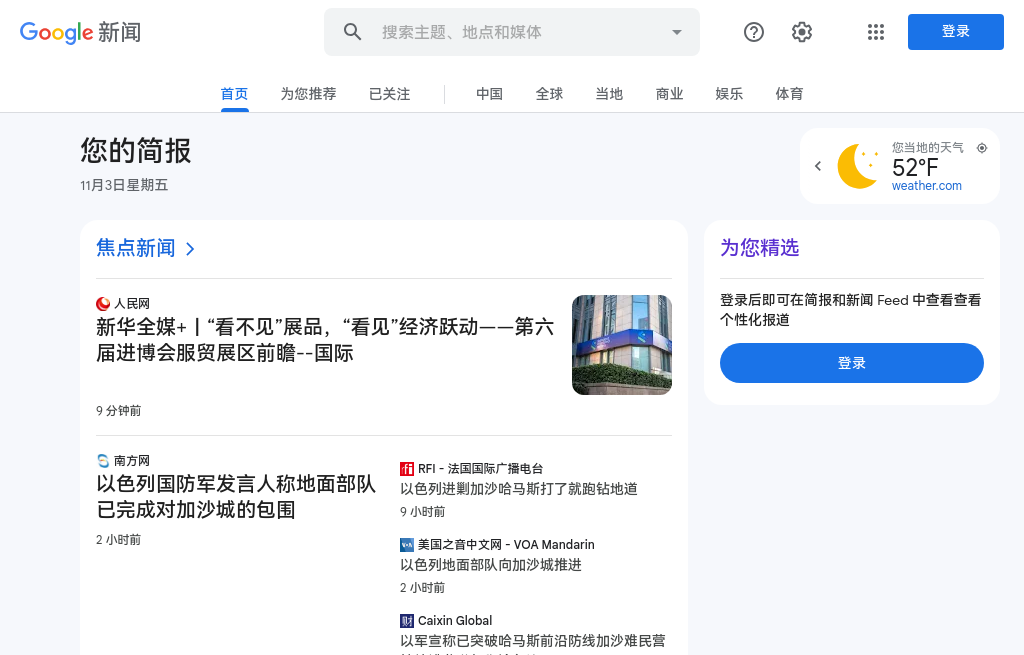 Google 新闻
搜索主题、地点和媒体
登录
首页
为您推荐
已关注
中国
全球
当地
商业
娱乐
体育
您的简报
11月3日星期五
您当地的天气
52°F
weather.com
焦点新闻
人民网
新华全媒+丨“看不见”展品，“看见”经济跃动——第六
届进博会服贸展区前瞻--国际
9 分钟前
南方网
以色列国防军发言人称地面部队
已完成对加沙城的包围
2 小时前
RFI - 法国国际广播电台
以色列进剿加沙哈马斯打了就跑钻地道
9 小时前
美国之音中文网 - VOA Mandarin
以色列地面部队向加沙城推进
2 小时前
Caixin Global
以军宣称已突破哈马斯前沿防线加沙难民营
为您精选
登录后即可在简报和新闻 Feed 中查看查看
个性化报道
登录